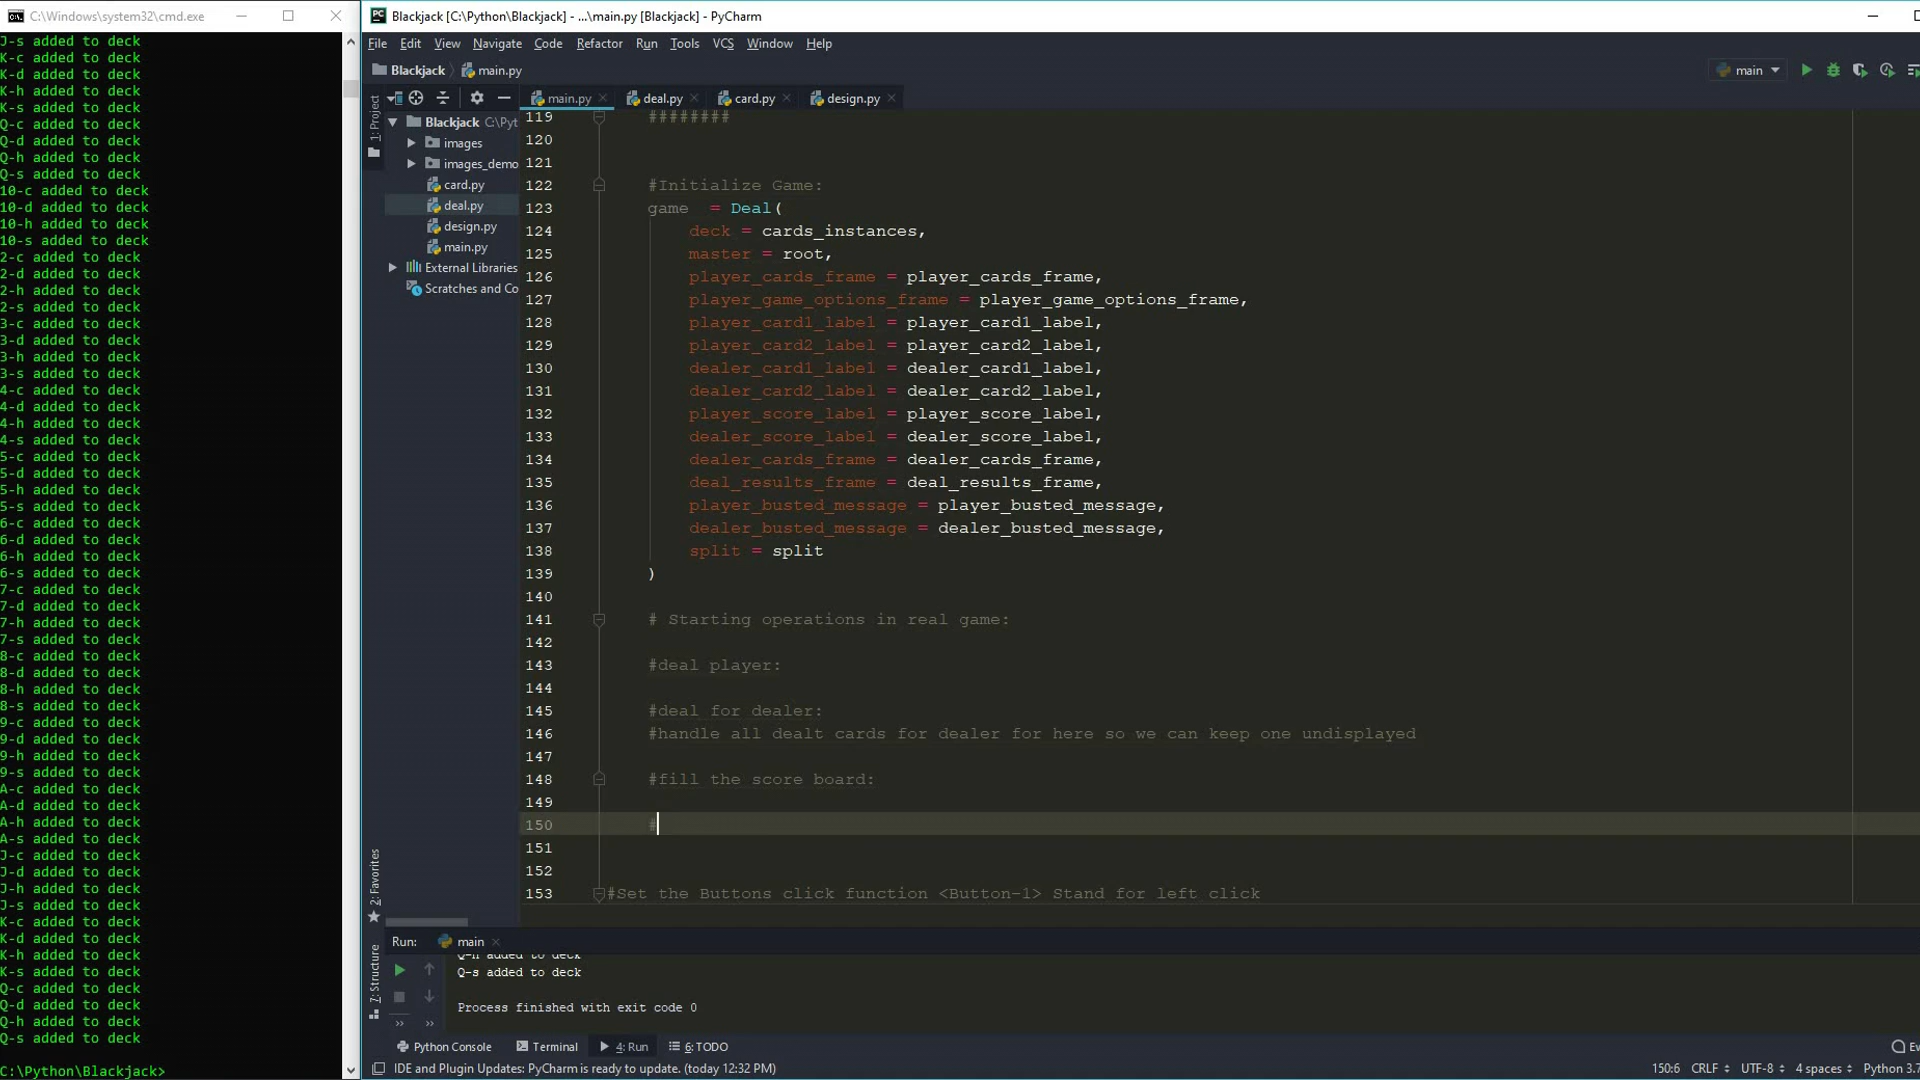 C:\Windows\system32\cmd.exe
J-s added to deck
K-c added to deck
K-d added to deck
K-h added to deck
K-s added to deck
Q-c added to deck
Q-d added to deck
Q-h added to deck
Q-s added to deck
10-c added to deck
10-d added to deck
10-h added to deck
10-s added to deck
2-c added to deck
2-d added to deck
2-h added to deck
2-s added to deck
3-c added to deck
3-d added to deck
3-h added to deck
3-s added to deck
4-c added to deck
4-d added to deck
4-h added to deck
4-s added to deck
5-c added to deck
5-d added to deck
5-h added to deck
5-s added to deck
6-c added to deck
6-d added to deck
6-h added to deck
6-s added to deck
7-c added to deck
7-d added to deck
7-h added to deck
7-s added to deck
8-c added to deck
8-d added to deck
8-h added to deck
8-s added to deck
9-c added to deck
9-d added to deck
9-h added to deck
9-s added to deck
A-c added to deck
A-d added to deck
A-h added to deck
A-s added to deck
J-c added to deck
J-d added to deck
J-h added to deck
J-s added to deck
K-c added to deck
K-d added to deck
K-h added to deck
K-s added to deck
Q-c added to deck
Q-d added to deck
Q-h added to deck
Q-s added to deck
C:\Python\Blackjack>
Blackjack [C:\Python\Blackjack] - ...\main.py [Blackjack] - PyCharm
File Edit View Navigate Code Refactor Run Tools VCS Window Help
Blackjack main.py
main
1: Project
main.py deal.py card.py design.py
Blackjack C:\Pyt
images
images_demo
card.py
deal.py
design.py
main.py
External Libraries
Scratches and Co
2: Favorites
7: Structure
119 ########
120
121
122 #Initialize Game:
123 game = Deal(
124 deck = cards_instances,
125 master = root,
126 player_cards_frame = player_cards_frame,
127 player_game_options_frame = player_game_options_frame,
128 player_card1_label = player_card1_label,
129 player_card2_label = player_card2_label,
130 dealer_card1_label = dealer_card1_label,
131 dealer_card2_label = dealer_card2_label,
132 player_score_label = player_score_label,
133 dealer_score_label = dealer_score_label,
134 dealer_cards_frame = dealer_cards_frame,
135 deal_results_frame = deal_results_frame,
136 player_busted_message = player_busted_message,
137 dealer_busted_message = dealer_busted_message,
138 split = split
139 )
140
141 # Starting operations in real game:
142
143 #deal player:
144
145 #deal for dealer:
146 #handle all dealt cards for dealer for here so we can keep one undisplayed
147
148 #fill the score board:
149
150 #
151
152
153 #Set the Buttons click function <Button-1> Stand for left click
Run: main
Q-h added to deck
Q-s added to deck
Process finished with exit code 0
Python Console Terminal 4: Run 6: TODO Ev
IDE and Plugin Updates: PyCharm is ready to update. (today 12:32 PM)
150:6 CRLF UTF-8 4 spaces Python 3.7